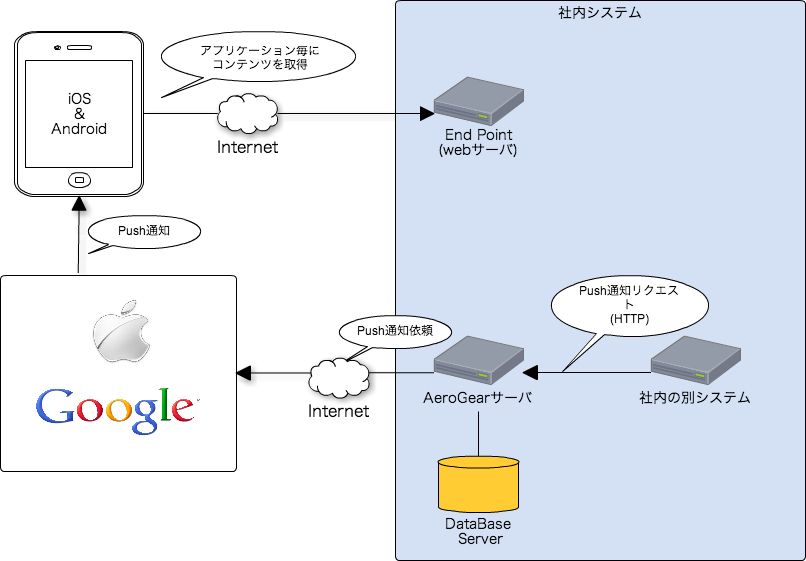 社内システム
アプリケーション毎に
コンテンツを取得
iOS
&
Android
Internet
End Point
(webサーバ)
Push通知
Push通知リクエス
ト
(HTTP)
Push通知依頼
Google
Internet
AeroGearサーバ
社内の別システム
DataBase
Server